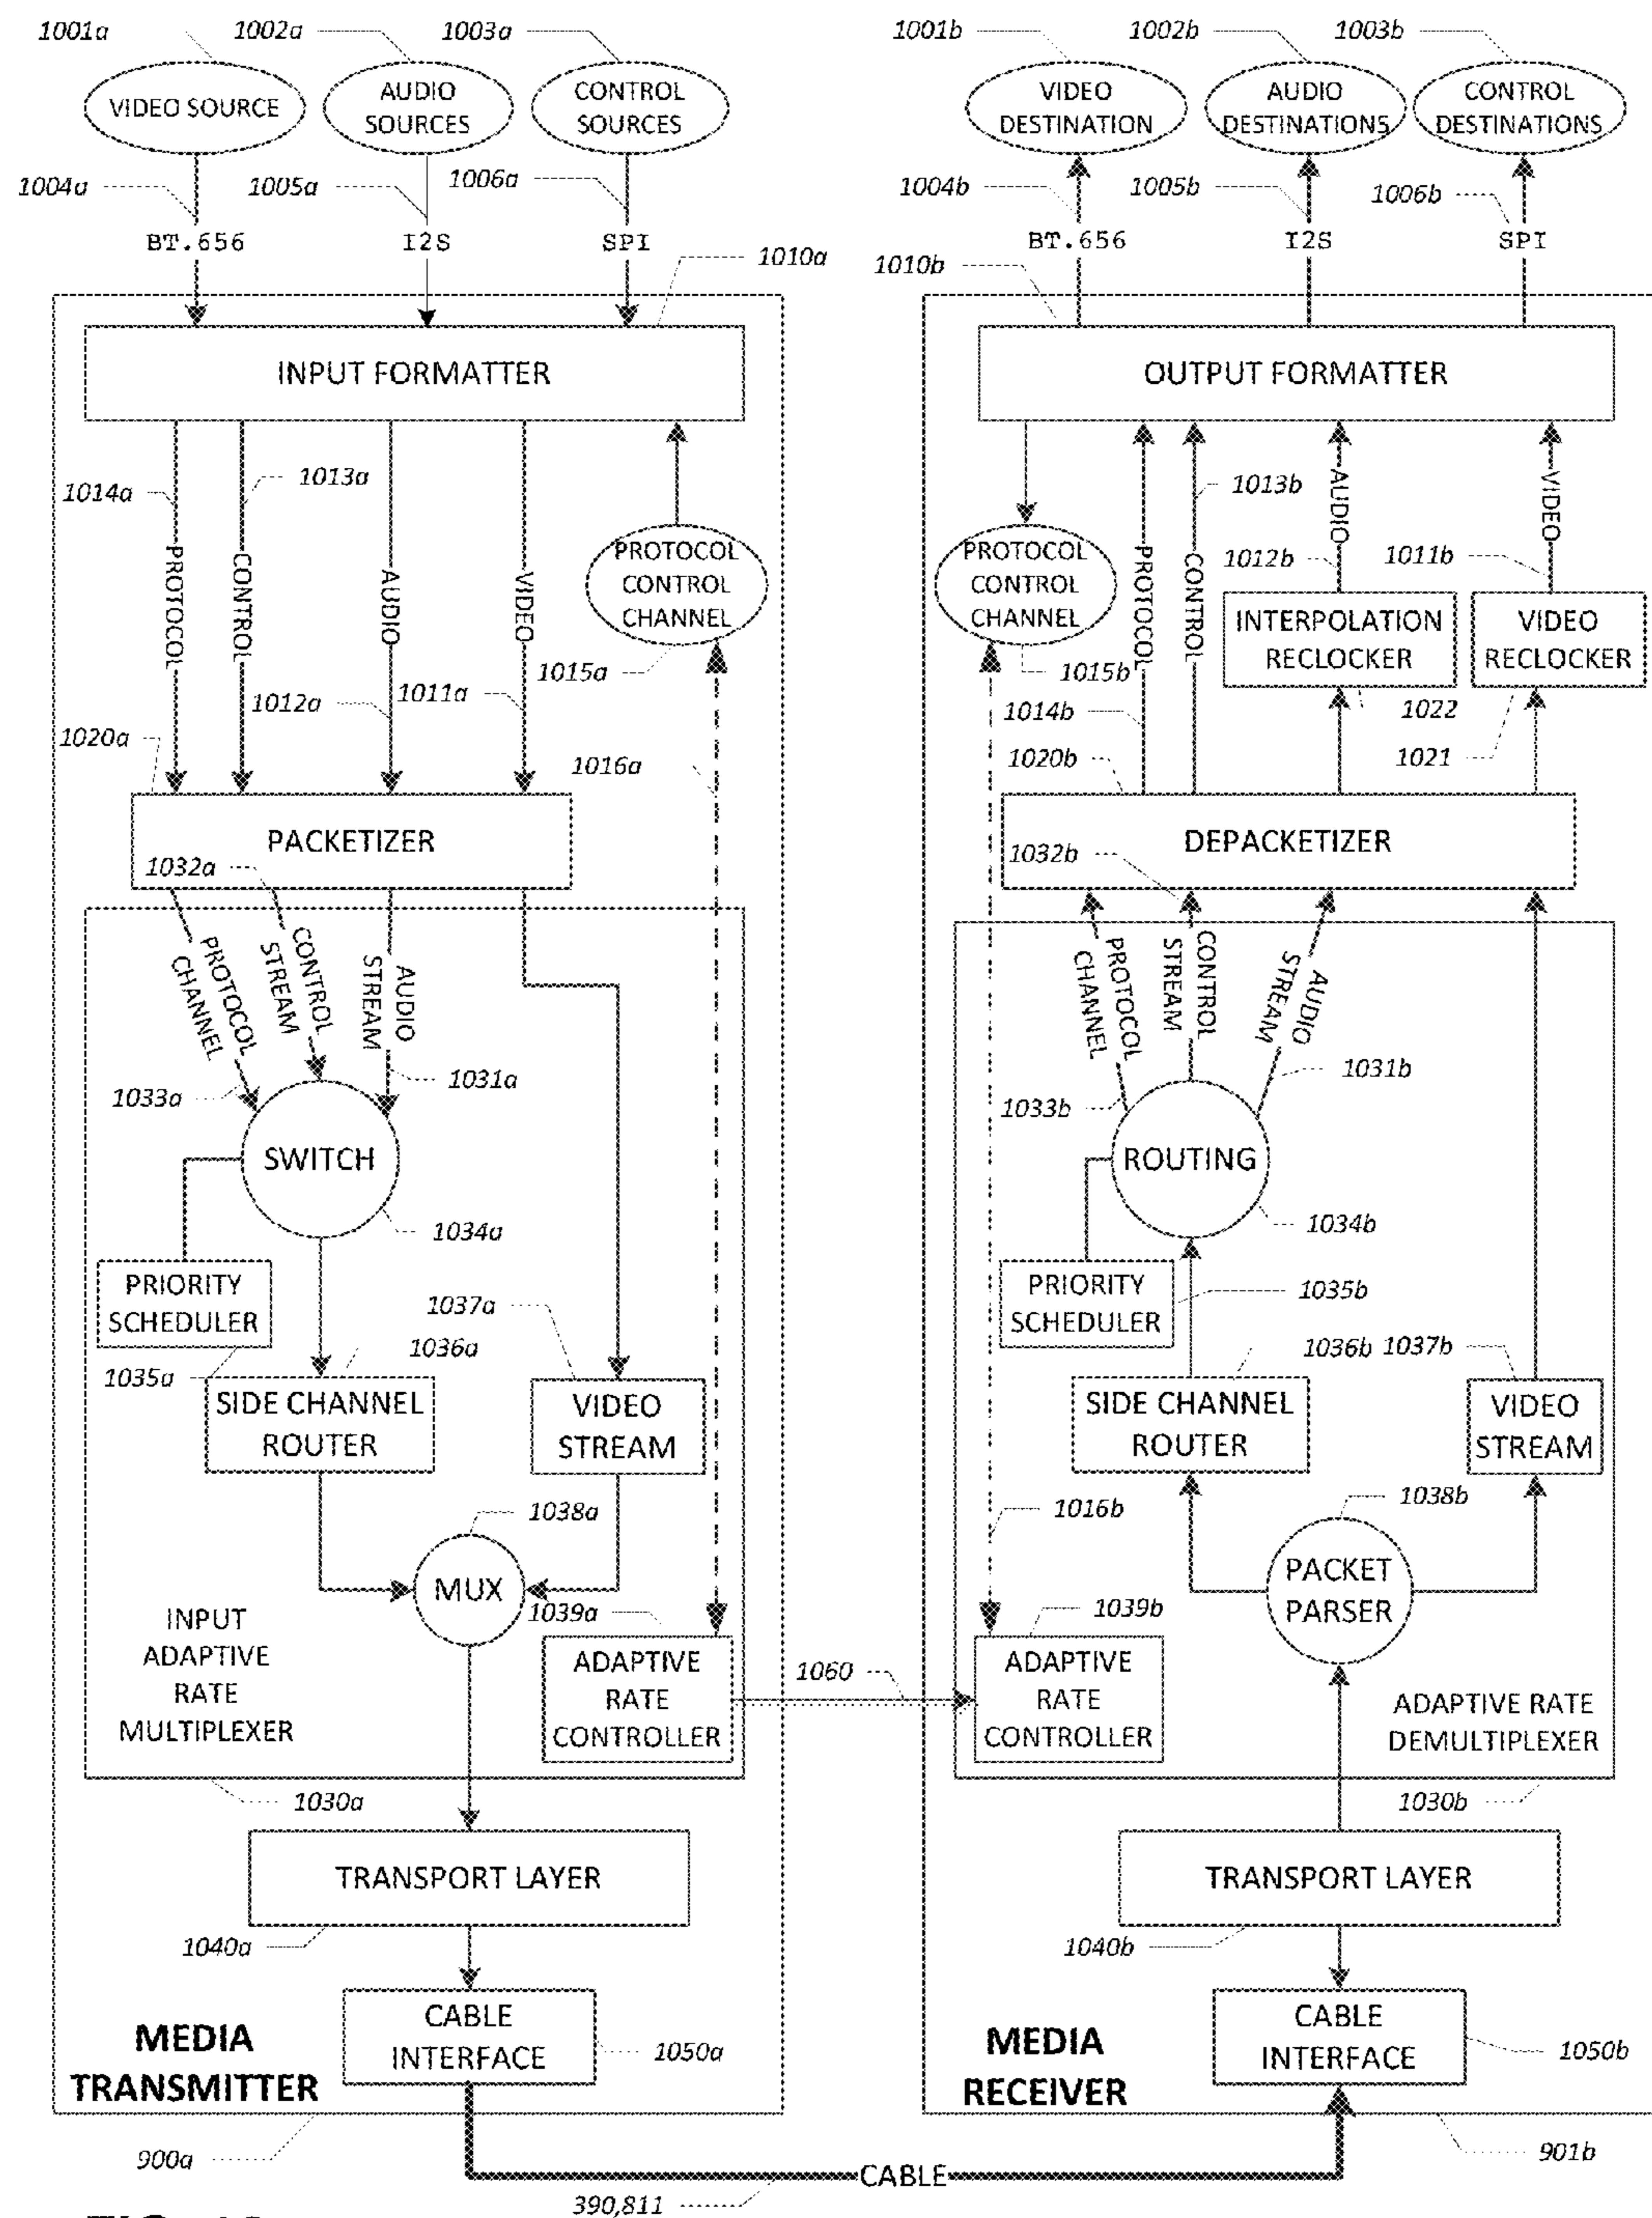 1001a
1002a
1003a
1001b
1002b
1003b
VIDEO SOURCE
AUDIO
SOURCES
CONTROL
SOURCES
VIDEO
DESTINATION
AUDIO
DESTINATIONS
CONTROL
DESTINATIONS
1004a
1005a
1006a
1004b
1005b
1006b
BT.656
I2S
SPI
BT.656
I2S
SPI
1010a
1010b
INPUT FORMATTER
OUTPUT FORMATTER
1014a
1013a
PROTOCOL
CONTROL
AUDIO
VIDEO
PROTOCOL
CONTROL
CHANNEL
1012a
1011a
1015a
1020a
1016a
PROTOCOL
CONTROL
CHANNEL
PROTOCOL
CONTROL
1013b
AUDIO
VIDEO
1012b
1011b
INTERPOLATION
RECLOCKER
VIDEO
RECLOCKER
1015b
1014b
1022
1020b
1021
PACKETIZER
DEPACKETIZER
1032a
1032b
PROTOCOL
CHANNEL
CONTROL
STREAM
AUDIO
STREAM
PROTOCOL
CHANNEL
CONTROL
STREAM
AUDIO
STREAM
1033a
1031a
1033b
1031b
SWITCH
ROUTING
1034a
1034b
PRIORITY
SCHEDULER
1037a
1036a
1035a
PRIORITY
SCHEDULER
1035b
1036b
1037b
SIDE CHANNEL
ROUTER
VIDEO
STREAM
SIDE CHANNEL
ROUTER
VIDEO
STREAM
1038a
1016b
1038b
MUX
PACKET
PARSER
1039a
1039b
INPUT
ADAPTIVE
RATE
MULTIPLEXER
ADAPTIVE
RATE
CONTROLLER
1060
ADAPTIVE
RATE
CONTROLLER
ADAPTIVE RATE
DEMULTIPLEXER
1030a
1030b
TRANSPORT LAYER
TRANSPORT LAYER
1040a
1040b
CABLE
INTERFACE
CABLE
INTERFACE
1050a
1050b
MEDIA
TRANSMITTER
MEDIA
RECEIVER
900a
901b
CABLE
390,811